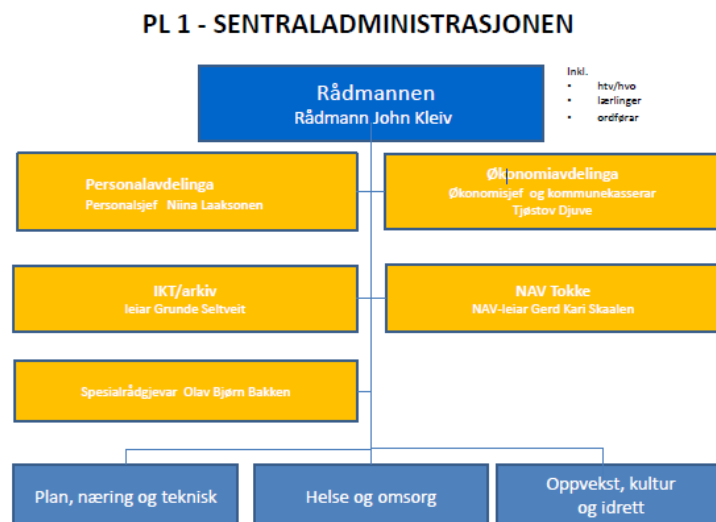 PL 1 - SENTRALADMINISTRASJONEN
Rådmannen
Rådmann John Kleiv
Inkl.
• htv/hvo
• lærlinger
• ordførar
Personalavdelinga
Personalsjef Niina Laaksonen
Økonomiavdelinga
Økonomisjef og kommunekasserar
Tjøstov Djuve
IKT/arkiv
leiar Grunde Seltveit
NAV Tokke
NAV-leiar Gerd Kari Skaalen
Spesialrådgjevar Olav Bjørn Bakken
Plan, næring og teknisk
Helse og omsorg
Oppvekst, kultur
og idrett